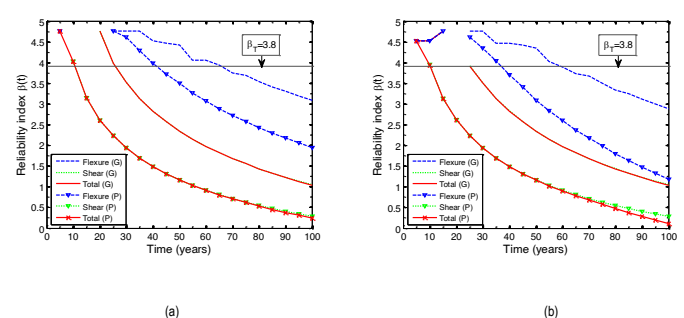 Reliability index β(t)
5
4.5
4
3.5
3
2.5
2
1.5
1
0.5
0
β_T=3.8
Flexure (G)
Shear (G)
Total (G)
Flexure (P)
Shear (P)
Total (P)
0 10 20 30 40 50 60 70 80 90 100
Time (years)
(a)
Reliability index β(t)
5
4.5
4
3.5
3
2.5
2
1.5
1
0.5
0
β_T=3.8
Flexure (G)
Shear (G)
Total (G)
Flexure (P)
Shear (P)
Total (P)
0 10 20 30 40 50 60 70 80 90 100
Time (years)
(b)